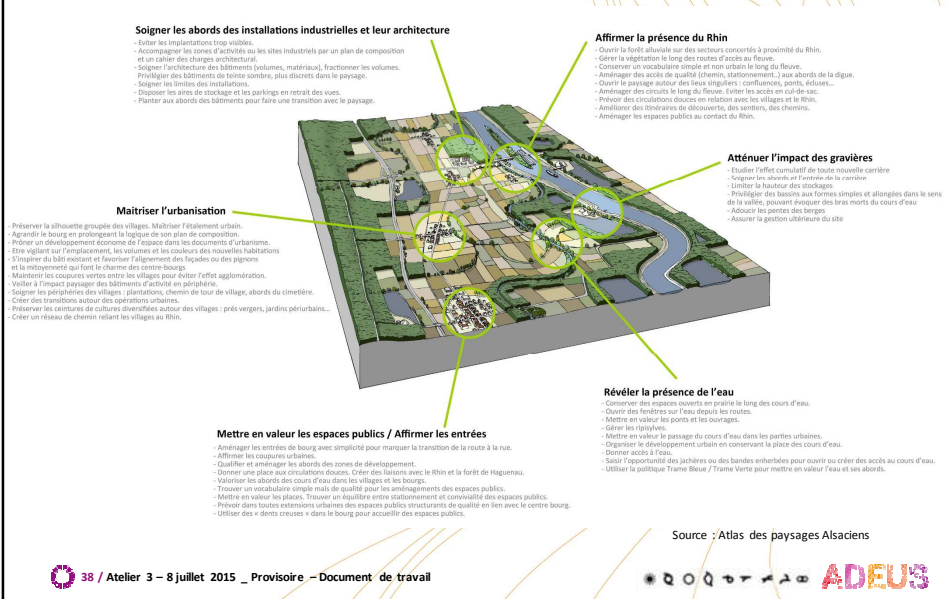 Soigner les abords des installations industrielles et leur architecture
- Eviter les implantations trop visibles.
- Accompagner les zones d'activités ou les sites industriels par un plan de composition
et un cahier des charges architectural.
- Soigner l'architecture des bâtiments (volumes, matériaux), fractionner les volumes.
Privilégier des bâtiments de teinte sombre, plus discrets dans le paysage.
- Soigner les limites des installations.
- Disposer les aires de stockage et les parkings en retrait des vues.
- Planter aux abords des bâtiments pour faire une transition avec le paysage.
Affirmer la présence du Rhin
- Ouvrir la forêt alluviale sur des secteurs concertés à proximité du Rhin.
- Gérer la végétation le long des routes d'accès au fleuve.
- Conserver un vocabulaire simple et non urbain le long du fleuve.
- Aménager des accès de qualité (chemin, stationnement..) aux abords de la digue.
- Ouvrir le paysage autour des lieux singuliers : confluences, ponts, écluses...
- Aménager des circuits le long du fleuve. Eviter les accès en cul-de-sac.
- Prévoir des circulations douces en relation avec les villages et le Rhin.
- Améliorer des itinéraires de découverte, des sentiers, des chemins.
- Aménager les espaces publics au contact du Rhin.
Atténuer l'impact des gravières
- Etudier l'effet cumulatif de toute nouvelle carrière
- Soigner les abords et l'entrée de la carrière
- Limiter la hauteur des stockages
- Privilégier des bassins aux formes simples et allongées dans le sens
de la vallée, pouvant évoquer des bras morts du cours d'eau
- Adoucir les pentes des berges
- Assurer la gestion ultérieure du site
Maitriser l'urbanisation
- Préserver la silhouette groupée des villages. Maîtriser l'étalement urbain.
- Agrandir le bourg en prolongeant la logique de son plan de composition.
- Prôner un développement économe de l'espace dans les documents d'urbanisme.
- Etre vigilant sur l'emplacement, les volumes et les couleurs des nouvelles habitations
- S'inspirer du bâti existant et favoriser l'alignement des façades ou des pignons
et la mitoyenneté qui font le charme des centre-bourgs
- Maintenir les coupures vertes entre les villages pour éviter l'effet agglomération.
- Veiller à l'impact paysager des bâtiments d'activité en périphérie.
- Soigner les périphéries des villages : plantations, chemin de tour de village, abords du cimetière.
- Créer des transitions autour des opérations urbaines.
- Préserver les ceintures de cultures diversifiées autour des villages : prés vergers, jardins périurbains...
- Créer un réseau de chemin reliant les villages au Rhin.
Révéler la présence de l'eau
- Conserver des espaces ouverts en prairie le long des cours d'eau.
- Ouvrir des fenêtres sur l'eau depuis les routes.
- Mettre en valeur les ponts et les ouvrages.
- Gérer les ripisylves.
- Mettre en valeur le passage du cours d'eau dans les parties urbaines.
- Organiser le développement urbain en conservant la place des cours d'eau.
- Donner accès à l'eau.
- Saisir l'opportunité des jachères ou des bandes enherbées pour ouvrir ou créer des accès au cours d'eau.
- Utiliser la politique Trame Bleue / Trame Verte pour mettre en valeur l'eau et ses abords.
Mettre en valeur les espaces publics / Affirmer les entrées
- Aménager les entrées de bourg avec simplicité pour marquer la transition de la route à la rue.
- Affirmer les coupures urbaines.
- Qualifier et aménager les abords des zones de développement.
- Donner une place aux circulations douces. Créer des liaisons avec le Rhin et la forêt de Haguenau.
- Valoriser les abords des cours d'eau dans les villages et les bourgs.
- Trouver un vocabulaire simple mais de qualité pour les aménagements des espaces publics.
- Mettre en valeur les places. Trouver un équilibre entre stationnement et convivialité des espaces publics.
- Prévoir dans toutes extensions urbaines des espaces publics structurants de qualité en lien avec le centre bourg.
- Utiliser des « dents creuses » dans le bourg pour accueillir des espaces publics.
Source : Atlas des paysages Alsaciens
38 / Atelier 3 – 8 juillet 2015 _ Provisoire – Document de travail
ADEUS